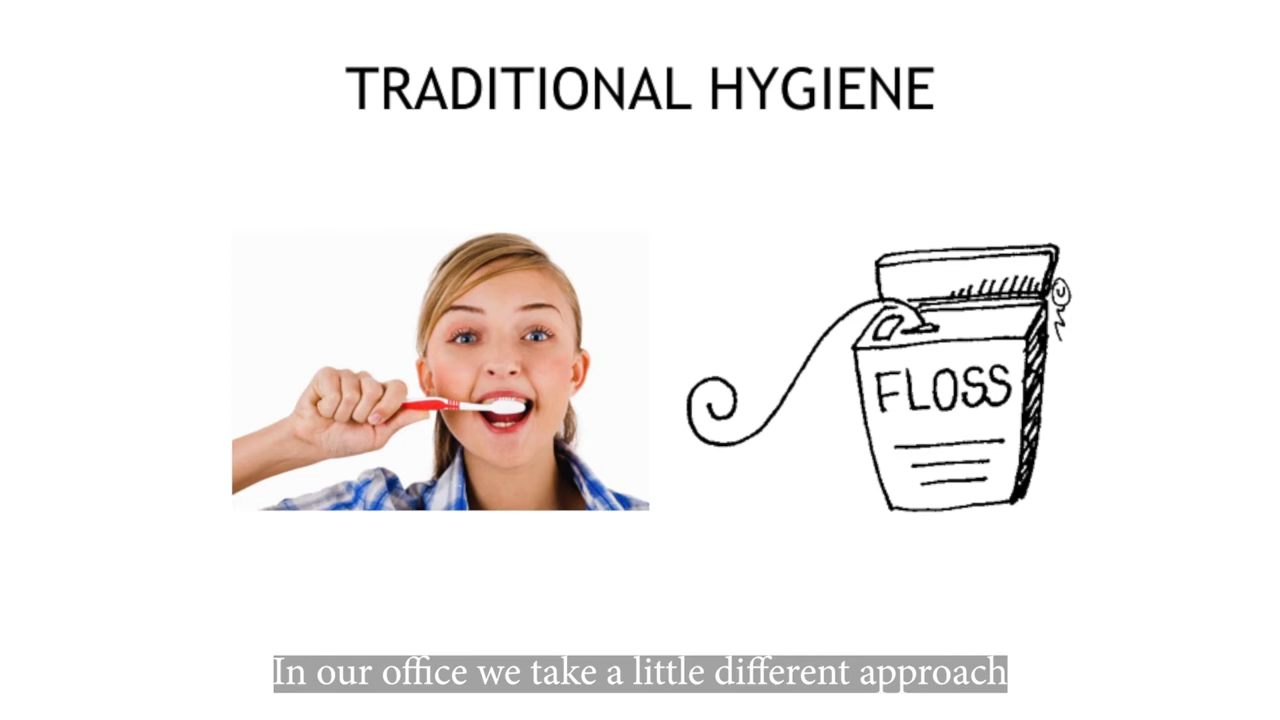 TRADITIONAL HYGIENE
FLOSS
In our office we take a little different approach